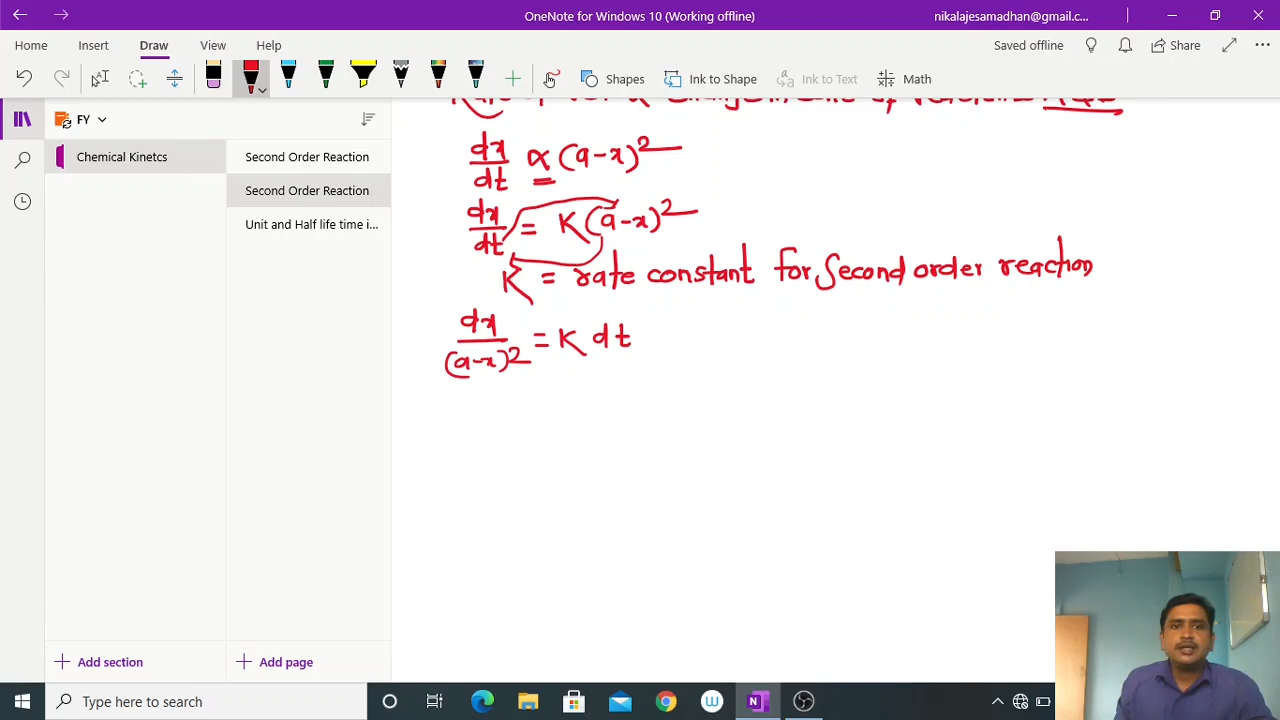 OneNote for Windows 10 (Working offline)
nikalajesamadhan@gmail.c...
Home Insert Draw View Help
Saved offline
Share
Shapes Ink to Shape Ink to Text Math
FY
Chemical Kinetcs
Second Order Reaction
Second Order Reaction
Unit and Half life time i...
dx/dt ∝ (a-x)²
dx/dt = K(a-x)²
K = rate constant for Second order reaction
dx/(a-x)² = K dt
Add section
Add page
Type here to search